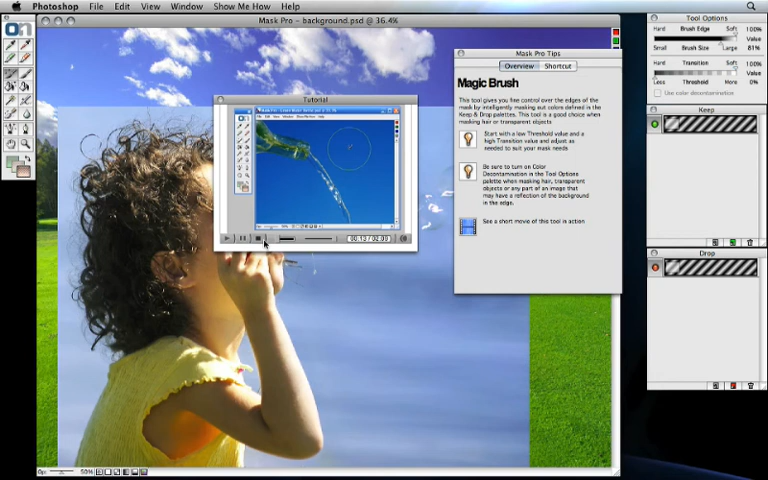 Photoshop File Edit View Window Show Me How Help
Mask Pro - background.psd @ 36.4%
on
Tool Options
Hard Brush Edge Soft 100%
Value
Small Brush Size Large 81%
Hard Transition Soft 100%
Value
Less Threshold More 0%
Use color decontamination
Keep
Drop
Mask Pro Tips
Overview Shortcut
Magic Brush
This tool gives you fine control over the edges of the
mask by intelligently masking out colors defined in the
Keep & Drop palettes. This tool is a good choice when
masking hair or transparent
objects
Start with a low Threshold value and a
high Transition value and adjust as
needed to suit your mask needs
Be sure to turn on Color
Decontamination in the Tool Options
palette when masking hair, transparent
objects or any part of an image that
may have a reflection of the background
in the edge.
See a short movie of this tool in action
Tutorial
50%